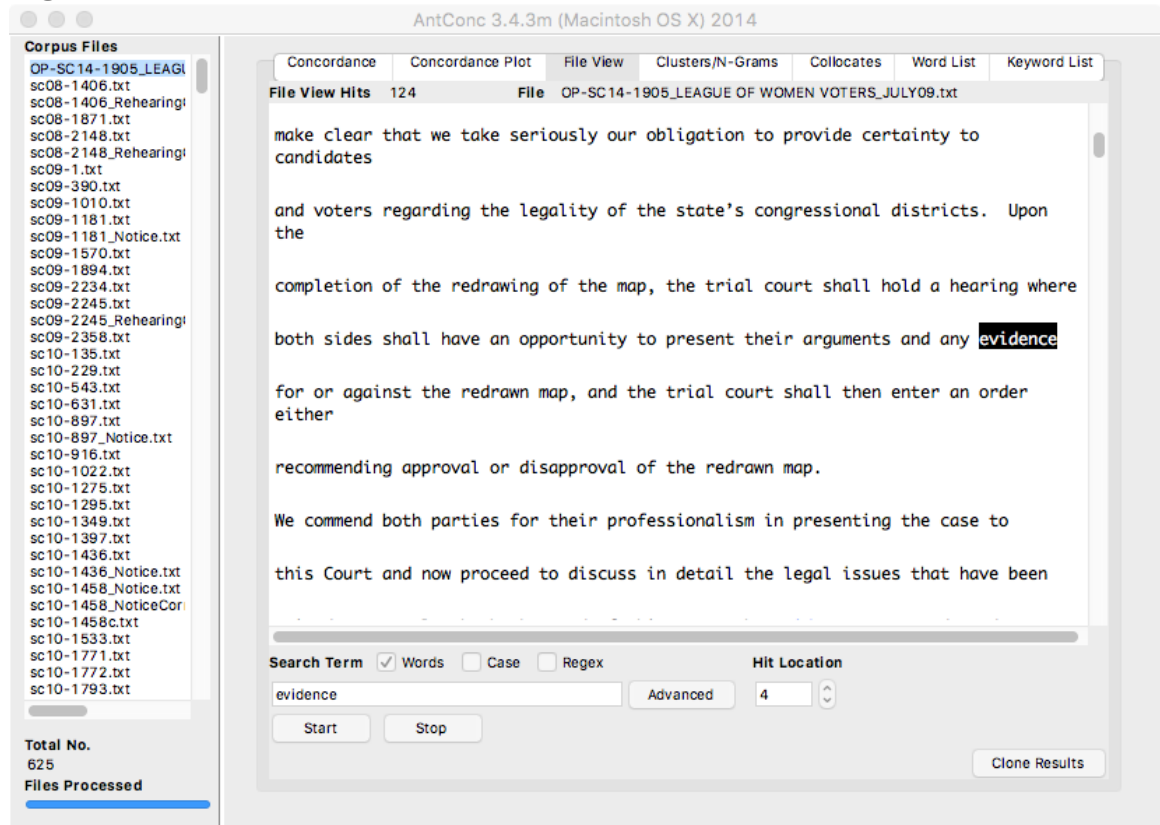 AntConc 3.4.3m (Macintosh OS X) 2014
Corpus Files
OP-SC14-1905_LEAGU
sc08-1406.txt
sc08-1406_Rehearing
sc08-1871.txt
sc08-2148.txt
sc08-2148_Rehearing
sc09-1.txt
sc09-390.txt
sc09-1010.txt
sc09-1181.txt
sc09-1181_Notice.txt
sc09-1570.txt
sc09-1894.txt
sc09-2234.txt
sc09-2245.txt
sc09-2245_Rehearing
sc09-2358.txt
sc10-135.txt
sc10-229.txt
sc10-543.txt
sc10-631.txt
sc10-897.txt
sc10-897_Notice.txt
sc10-916.txt
sc10-1022.txt
sc10-1275.txt
sc10-1295.txt
sc10-1349.txt
sc10-1397.txt
sc10-1436.txt
sc10-1436_Notice.txt
sc10-1458_Notice.txt
sc10-1458_NoticeCor
sc10-1458c.txt
sc10-1533.txt
sc10-1771.txt
sc10-1772.txt
sc10-1793.txt
Total No.
625
Files Processed
Concordance Concordance Plot File View Clusters/N-Grams Collocates Word List Keyword List
File View Hits 124 File OP-SC14-1905_LEAGUE OF WOMEN VOTERS_JULY09.txt
make clear that we take seriously our obligation to provide certainty to
candidates
and voters regarding the legality of the state's congressional districts. Upon
the
completion of the redrawing of the map, the trial court shall hold a hearing where
both sides shall have an opportunity to present their arguments and any evidence
for or against the redrawn map, and the trial court shall then enter an order
either
recommending approval or disapproval of the redrawn map.
We commend both parties for their professionalism in presenting the case to
this Court and now proceed to discuss in detail the legal issues that have been
Search Term Words Case Regex Hit Location
evidence Advanced 4
Start Stop
Clone Results